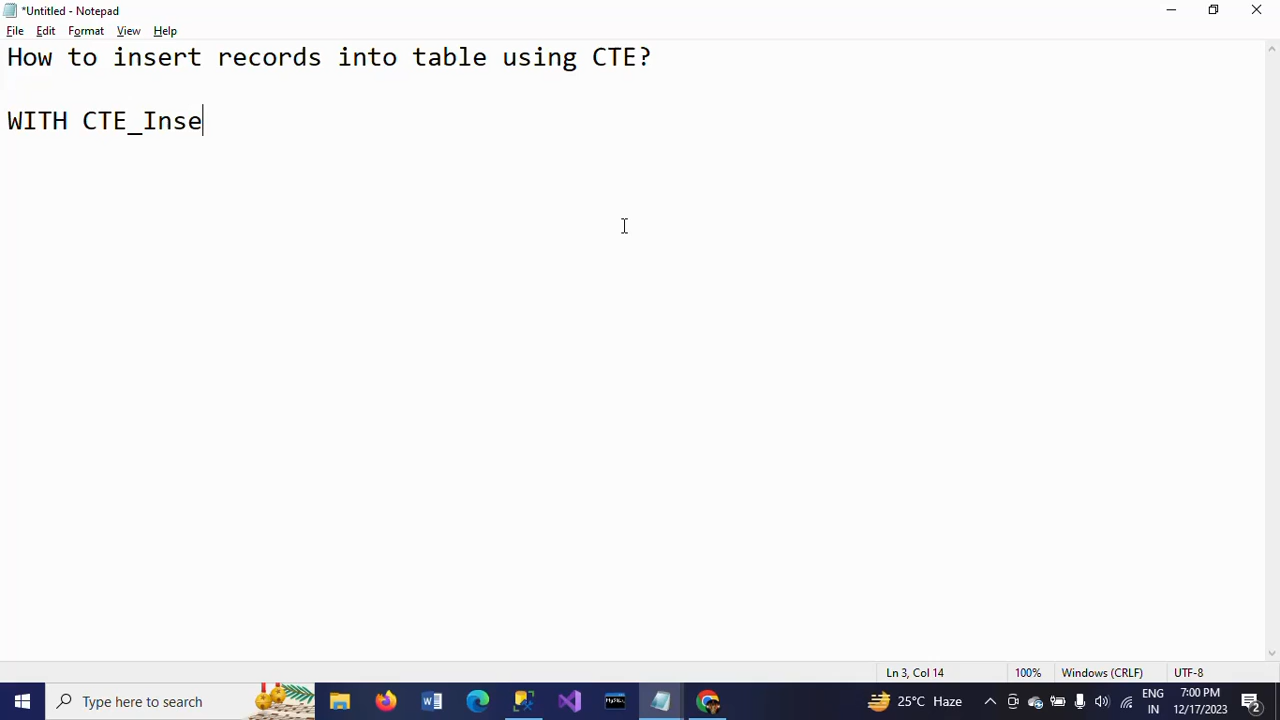 *Untitled - Notepad
File Edit Format View Help
How to insert records into table using CTE?
WITH CTE_Inse
Ln 3, Col 14 100% Windows (CRLF) UTF-8
Type here to search
MySQL
25°C Haze
ENG
IN
7:00 PM
12/17/2023
2